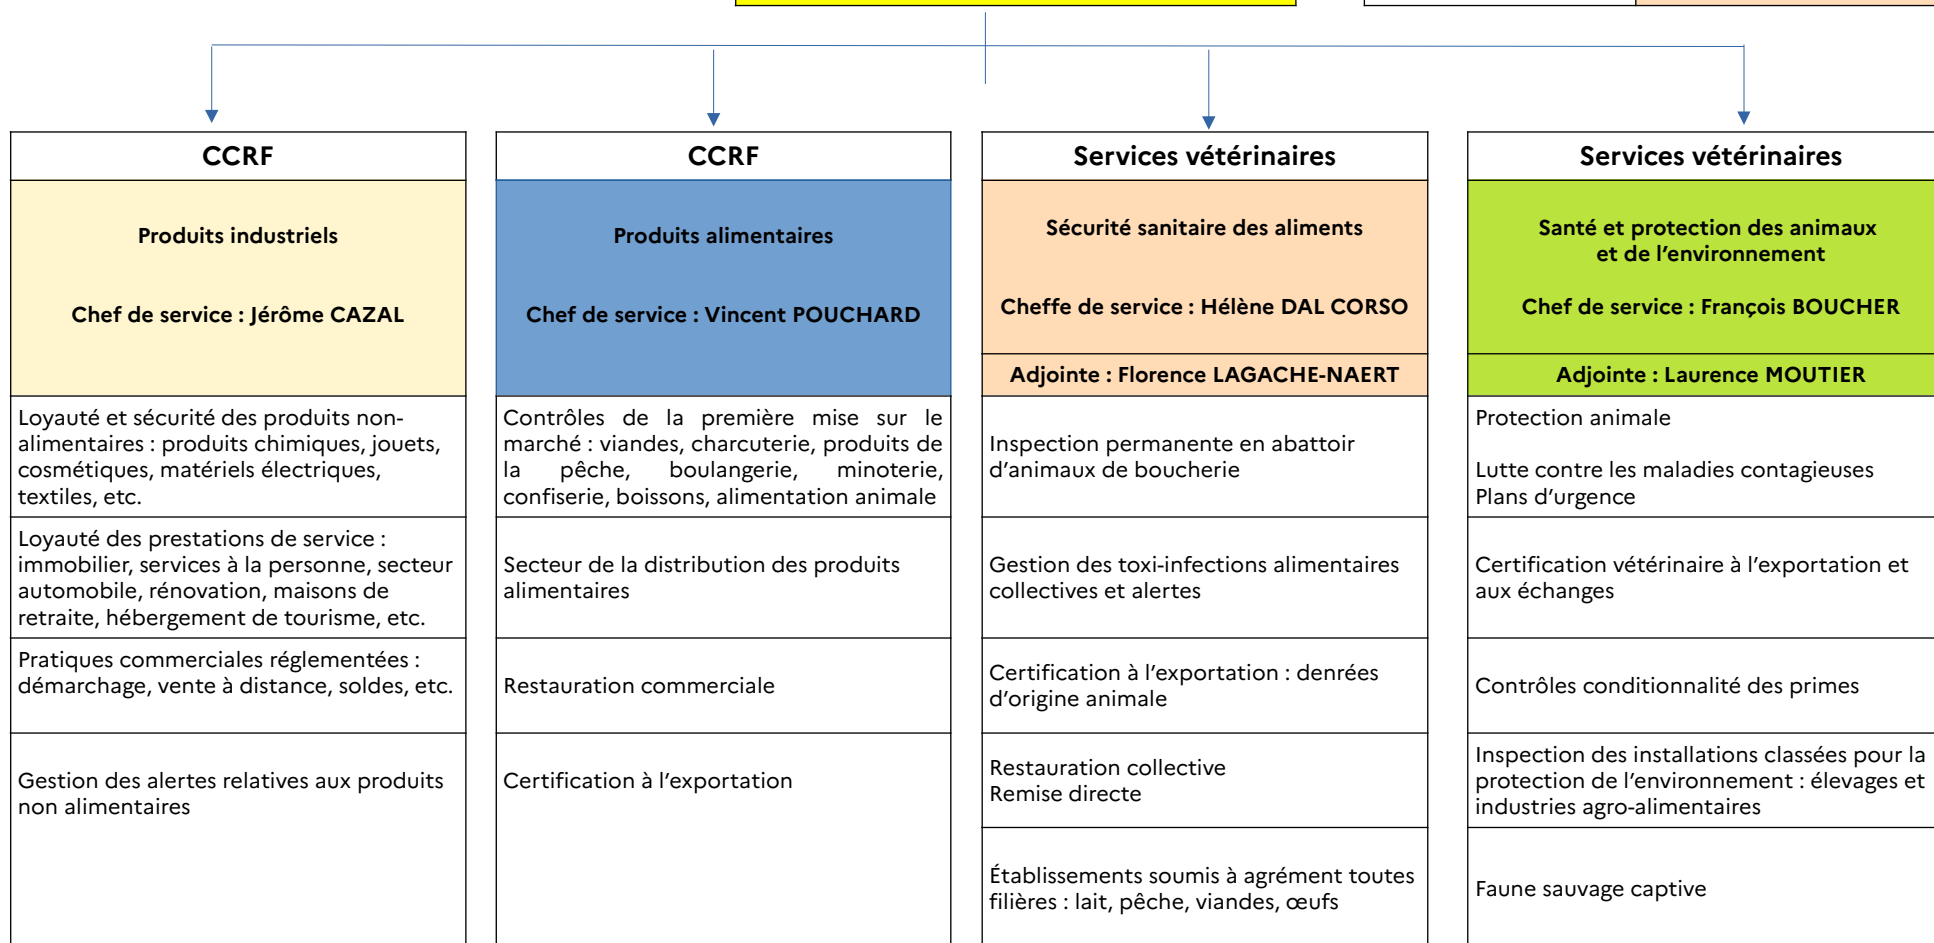 CCRF
Produits industriels
Chef de service : Jérôme CAZAL
Loyauté et sécurité des produits non-
alimentaires : produits chimiques, jouets,
cosmétiques, matériels électriques,
textiles, etc.
Loyauté des prestations de service :
immobilier, services à la personne, secteur
automobile, rénovation, maisons de
retraite, hébergement de tourisme, etc.
Pratiques commerciales réglementées :
démarchage, vente à distance, soldes, etc.
Gestion des alertes relatives aux produits
non alimentaires
CCRF
Produits alimentaires
Chef de service : Vincent POUCHARD
Contrôles de la première mise sur le
marché : viandes, charcuterie, produits de
la pêche, boulangerie, minoterie,
confiserie, boissons, alimentation animale
Secteur de la distribution des produits
alimentaires
Restauration commerciale
Certification à l'exportation
Services vétérinaires
Sécurité sanitaire des aliments
Cheffe de service : Hélène DAL CORSO
Adjointe : Florence LAGACHE-NAERT
Inspection permanente en abattoir
d'animaux de boucherie
Gestion des toxi-infections alimentaires
collectives et alertes
Certification à l'exportation : denrées
d'origine animale
Restauration collective
Remise directe
Établissements soumis à agrément toutes
filières : lait, pêche, viandes, œufs
Services vétérinaires
Santé et protection des animaux
et de l'environnement
Chef de service : François BOUCHER
Adjointe : Laurence MOUTIER
Protection animale
Lutte contre les maladies contagieuses
Plans d'urgence
Certification vétérinaire à l'exportation et
aux échanges
Contrôles conditionnalité des primes
Inspection des installations classées pour la
protection de l'environnement : élevages et
industries agro-alimentaires
Faune sauvage captive